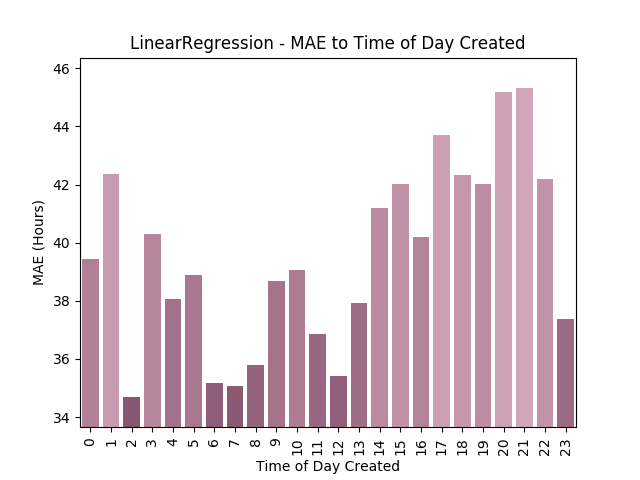 LinearRegression - MAE to Time of Day Created
MAE (Hours)
46
44
42
40
38
36
34
0 1 2 3 4 5 6 7 8 9 10 11 12 13 14 15 16 17 18 19 20 21 22 23
Time of Day Created